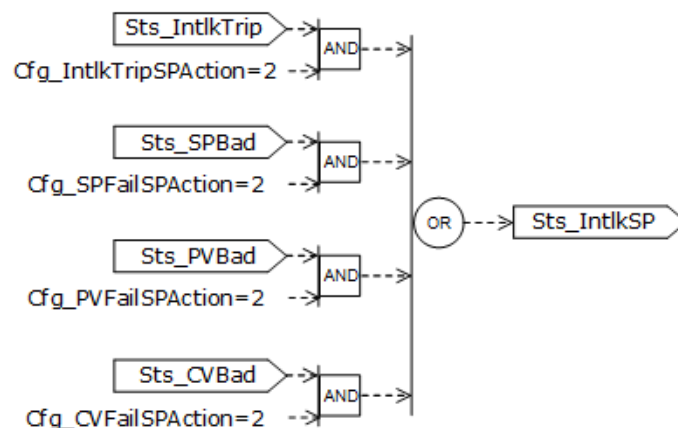 Sts_IntlkTrip
AND
Cfg_IntlkTripSPAction=2
Sts_SPBad
AND
Cfg_SPFailSPAction=2
OR
Sts_IntlkSP
Sts_PVBad
AND
Cfg_PVFailSPAction=2
Sts_CVBad
AND
Cfg_CVFailSPAction=2